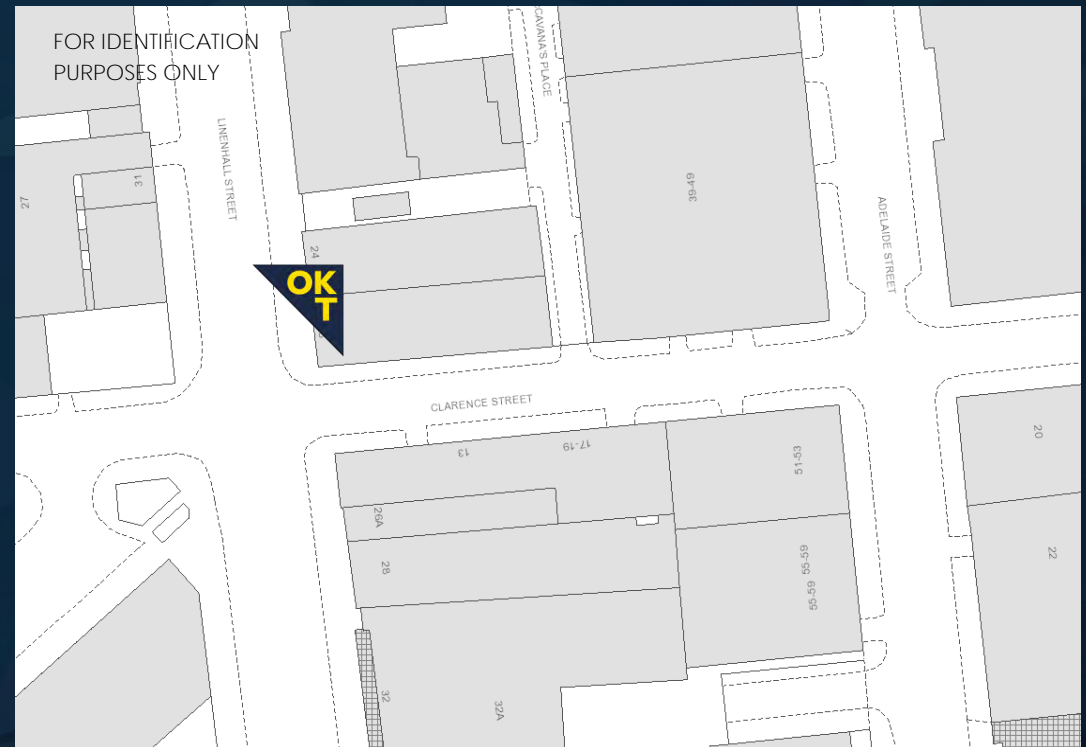 FOR IDENTIFICATION
PURPOSES ONLY
CAVANA'S PLACE
LINENHALL STREET
31
27
39-49
ADELAIDE STREET
24
OK
T
CLARENCE STREET
13
17-19
51-53
20
26A
28
55-59
55-59
22
32
32A